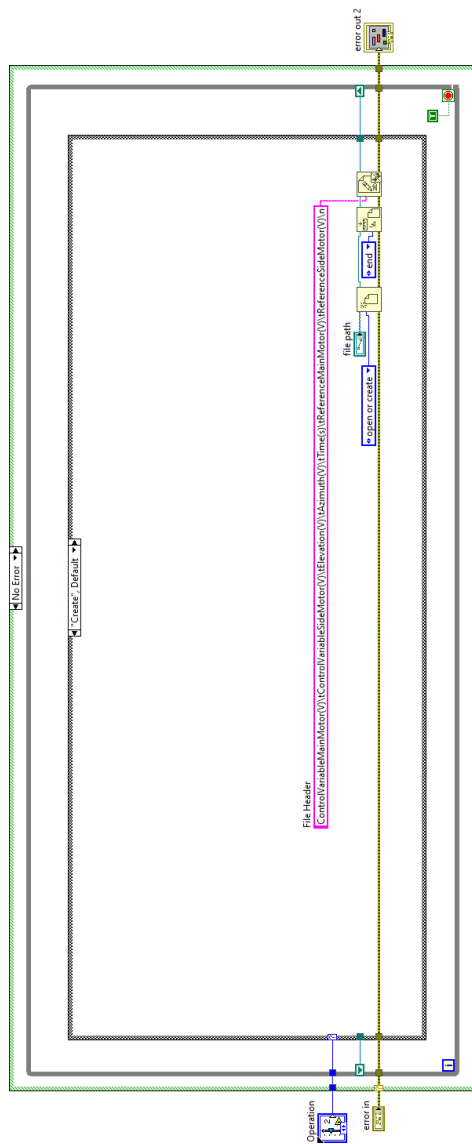 No Error
"Create", Default
File Header
ControlVariableMainMotor(V)\tControlVariableSideMotor(V)\tElevation(V)\tAzimuth(V)\tTime(s)\tReferenceMainMotor(V)\tReferenceSideMotor(V)\n
file path
open or create
end
Operation
error in
error out 2
i